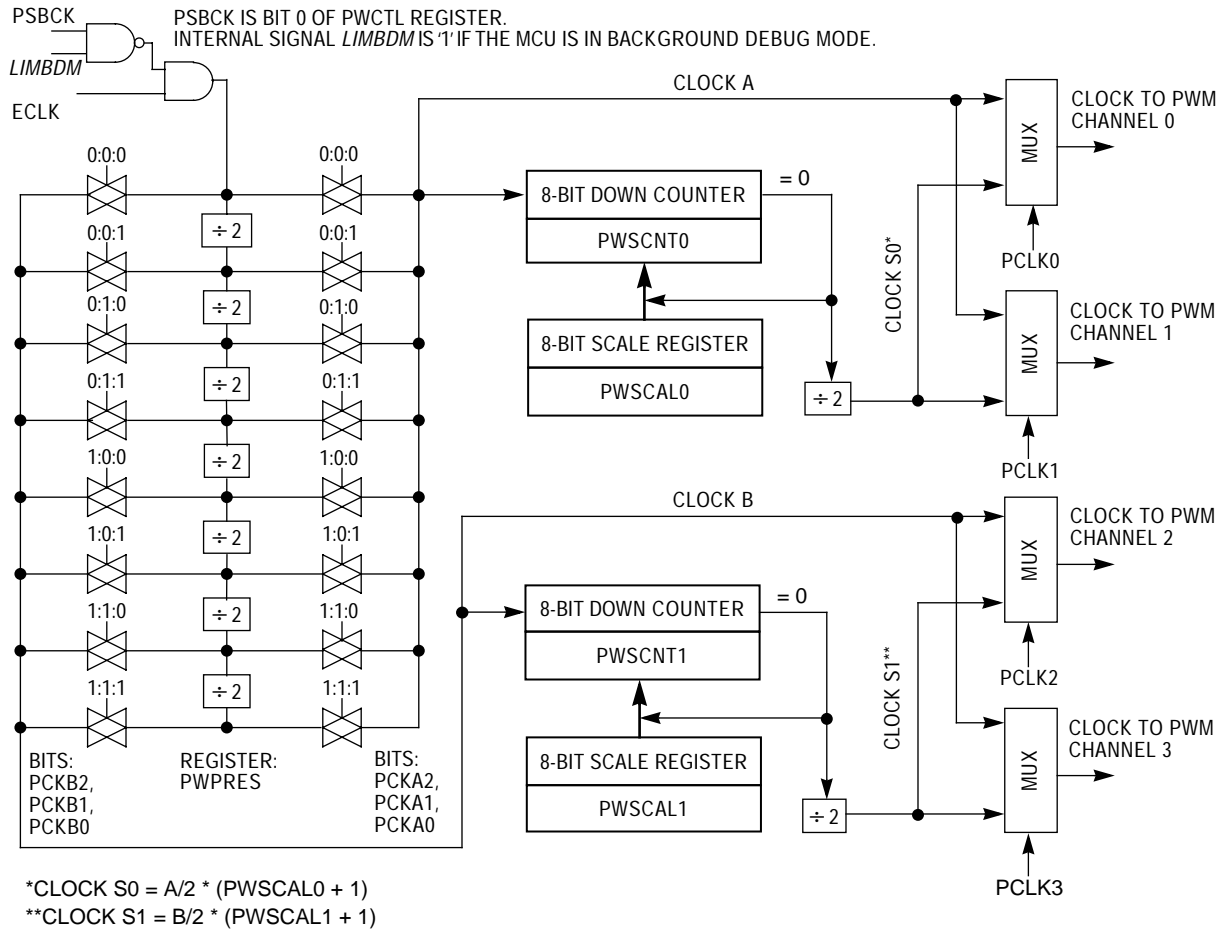 PSBCK
PSBCK IS BIT 0 OF PWCTL REGISTER.
INTERNAL SIGNAL LIMBDM IS '1' IF THE MCU IS IN BACKGROUND DEBUG MODE.
LIMBDM
ECLK
CLOCK A
CLOCK TO PWM
CHANNEL 0
MUX
0:0:0
0:0:0
8-BIT DOWN COUNTER
= 0
PWSCNT0
÷ 2
0:0:1
0:0:1
PCLK0
CLOCK S0*
÷ 2
0:1:0
0:1:0
CLOCK TO PWM
CHANNEL 1
MUX
8-BIT SCALE REGISTER
PWSCAL0
÷ 2
÷ 2
0:1:1
0:1:1
PCLK1
÷ 2
1:0:0
1:0:0
CLOCK B
CLOCK TO PWM
CHANNEL 2
MUX
÷ 2
1:0:1
1:0:1
8-BIT DOWN COUNTER
= 0
PWSCNT1
÷ 2
1:1:0
1:1:0
PCLK2
CLOCK S1**
÷ 2
1:1:1
1:1:1
CLOCK TO PWM
CHANNEL 3
MUX
8-BIT SCALE REGISTER
PWSCAL1
÷ 2
BITS:
PCKB2,
PCKB1,
PCKB0
REGISTER:
PWPRES
BITS:
PCKA2,
PCKA1,
PCKA0
PCLK3
*CLOCK S0 = A/2 * (PWSCAL0 + 1)
**CLOCK S1 = B/2 * (PWSCAL1 + 1)